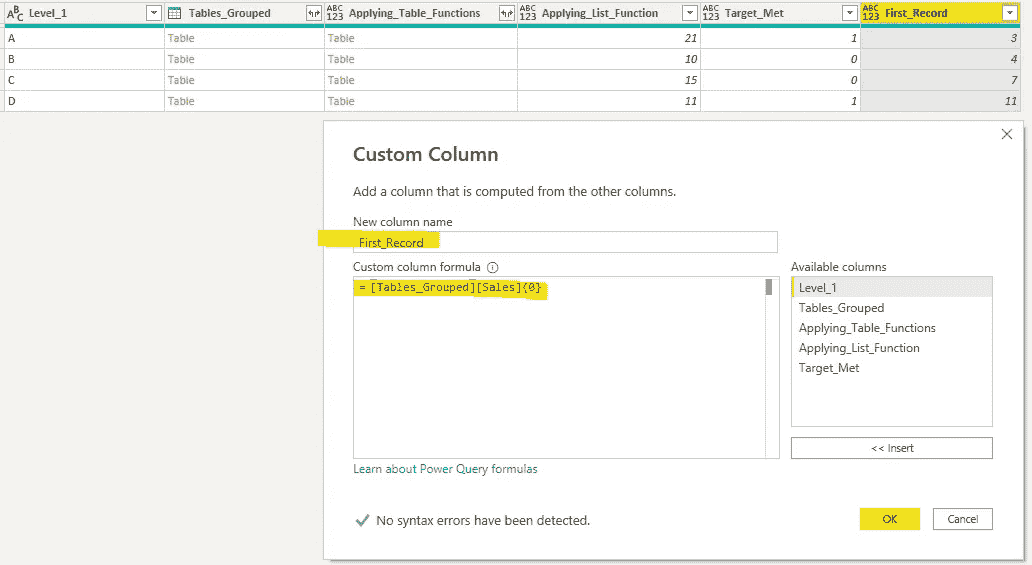 ABC Level_1 Tables_Grouped ABC 123 Applying_Table_Functions ABC 123 Applying_List_Function ABC 123 Target_Met ABC 123 First_Record
A Table Table 21 1 3
B Table Table 10 0 4
C Table Table 15 0 7
D Table Table 11 1 11
Custom Column
Add a column that is computed from the other columns.
New column name
First_Record
Custom column formula
= [Tables_Grouped][Sales]{0}
Available columns
Level_1
Tables_Grouped
Applying_Table_Functions
Applying_List_Function
Target_Met
<< Insert
Learn about Power Query formulas
No syntax errors have been detected.
OK
Cancel